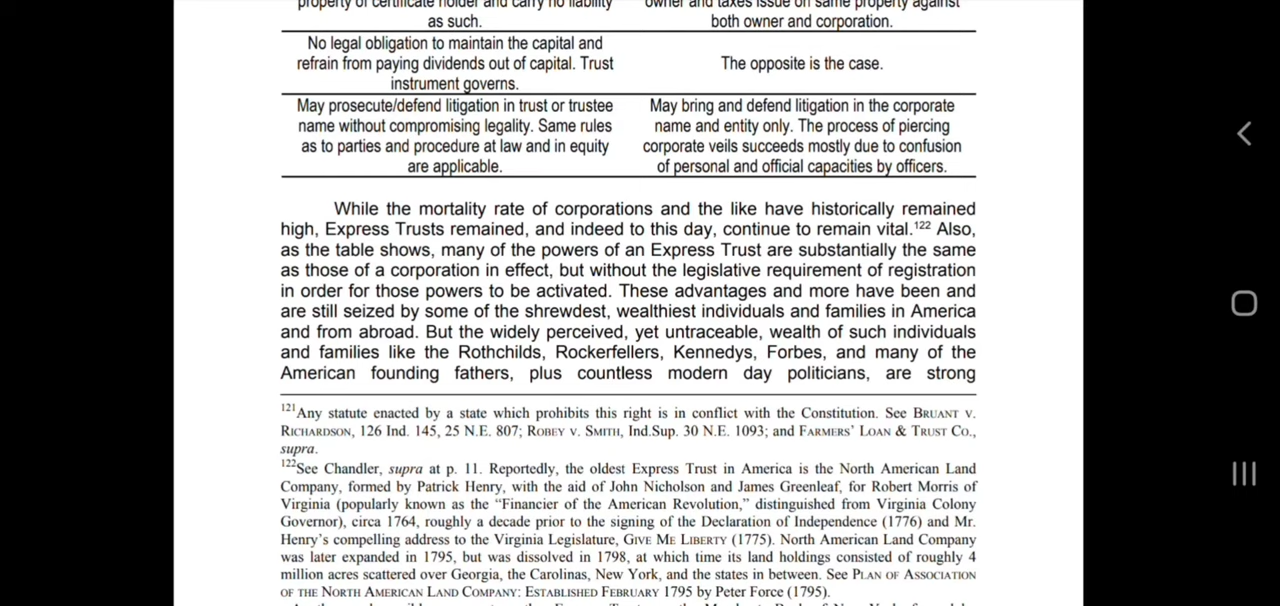 property of certificate holder and carry no liability
as such.
owner and taxes issue on same property against
both owner and corporation.
No legal obligation to maintain the capital and
refrain from paying dividends out of capital. Trust
instrument governs.
The opposite is the case.
May prosecute/defend litigation in trust or trustee
name without compromising legality. Same rules
as to parties and procedure at law and in equity
are applicable.
May bring and defend litigation in the corporate
name and entity only. The process of piercing
corporate veils succeeds mostly due to confusion
of personal and official capacities by officers.
While the mortality rate of corporations and the like have historically remained
high, Express Trusts remained, and indeed to this day, continue to remain vital.122 Also,
as the table shows, many of the powers of an Express Trust are substantially the same
as those of a corporation in effect, but without the legislative requirement of registration
in order for those powers to be activated. These advantages and more have been and
are still seized by some of the shrewdest, wealthiest individuals and families in America
and from abroad. But the widely perceived, yet untraceable, wealth of such individuals
and families like the Rothchilds, Rockerfellers, Kennedys, Forbes, and many of the
American founding fathers, plus countless modern day politicians, are strong
121Any statute enacted by a state which prohibits this right is in conflict with the Constitution. See BRUANT V.
RICHARDSON, 126 Ind. 145, 25 N.E. 807; ROBEY V. SMITH, Ind.Sup. 30 N.E. 1093; and FARMERS' LOAN & TRUST CO.,
supra.
122See Chandler, supra at p. 11. Reportedly, the oldest Express Trust in America is the North American Land
Company, formed by Patrick Henry, with the aid of John Nicholson and James Greenleaf, for Robert Morris of
Virginia (popularly known as the “Financier of the American Revolution,” distinguished from Virginia Colony
Governor), circa 1764, roughly a decade prior to the signing of the Declaration of Independence (1776) and Mr.
Henry's compelling address to the Virginia Legislature, GIVE ME LIBERTY (1775). North American Land Company
was later expanded in 1795, but was dissolved in 1798, at which time its land holdings consisted of roughly 4
million acres scattered over Georgia, the Carolinas, New York, and the states in between. See PLAN OF ASSOCIATION
OF THE NORTH AMERICAN LAND COMPANY: ESTABLISHED FEBRUARY 1795 by Peter Force (1795).